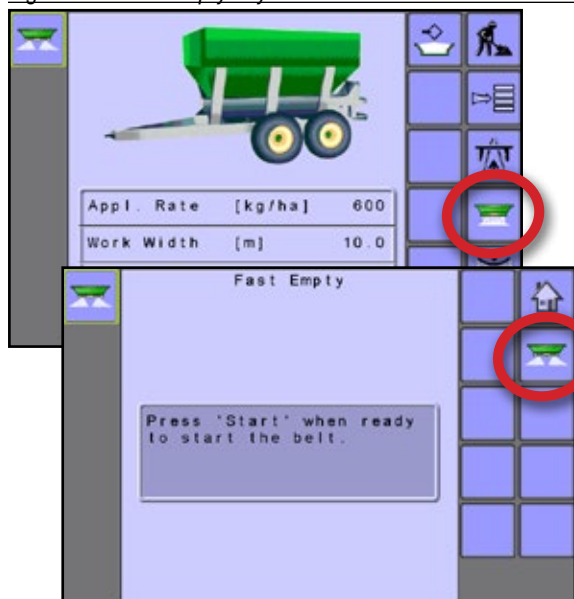 Appl. Rate [kg/ha] 600
Work Width [m] 10.0
Fast Empty
Press 'Start' when ready
to start the belt.